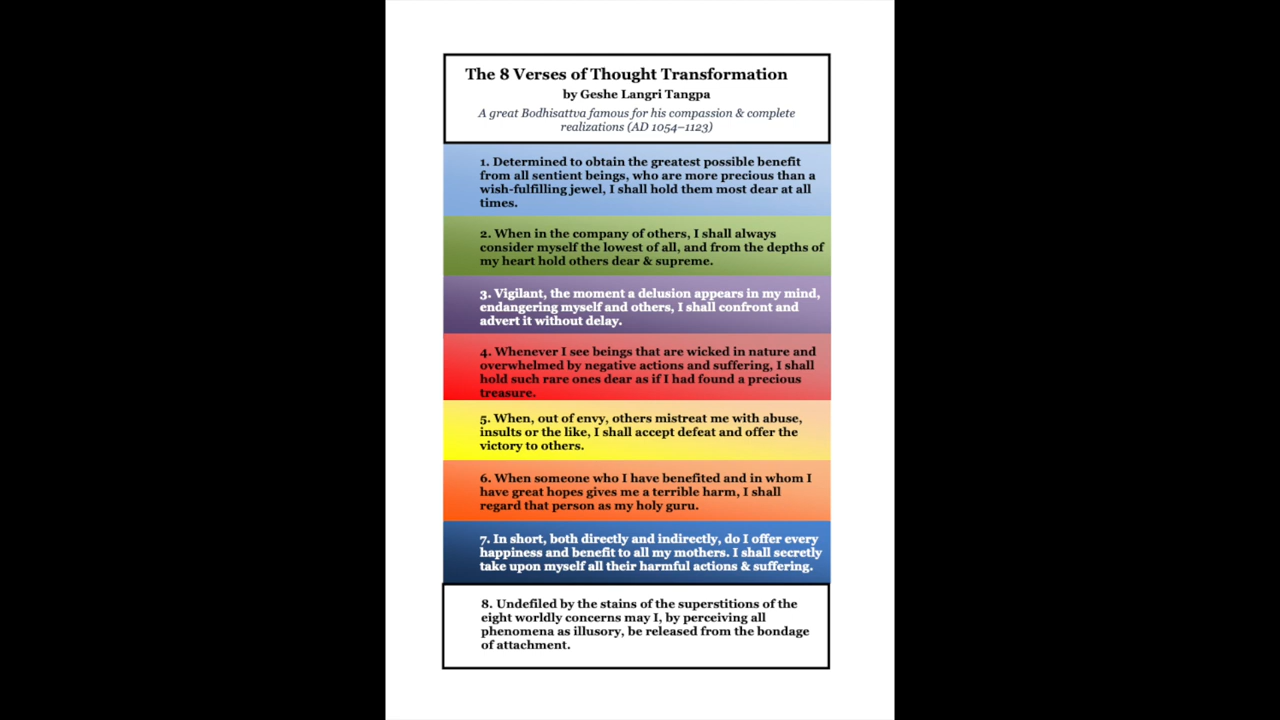 The 8 Verses of Thought Transformation
by Geshe Langri Tangpa
A great Bodhisattva famous for his compassion & complete
realizations (AD 1054–1123)
1. Determined to obtain the greatest possible benefit
from all sentient beings, who are more precious than a
wish-fulfilling jewel, I shall hold them most dear at all
times.
2. When in the company of others, I shall always
consider myself the lowest of all, and from the depths of
my heart hold others dear & supreme.
3. Vigilant, the moment a delusion appears in my mind,
endangering myself and others, I shall confront and
advert it without delay.
4. Whenever I see beings that are wicked in nature and
overwhelmed by negative actions and suffering, I shall
hold such rare ones dear as if I had found a precious
treasure.
5. When, out of envy, others mistreat me with abuse,
insults or the like, I shall accept defeat and offer the
victory to others.
6. When someone who I have benefited and in whom I
have great hopes gives me a terrible harm, I shall
regard that person as my holy guru.
7. In short, both directly and indirectly, do I offer every
happiness and benefit to all my mothers. I shall secretly
take upon myself all their harmful actions & suffering.
8. Undefiled by the stains of the superstitions of the
eight worldly concerns may I, by perceiving all
phenomena as illusory, be released from the bondage
of attachment.